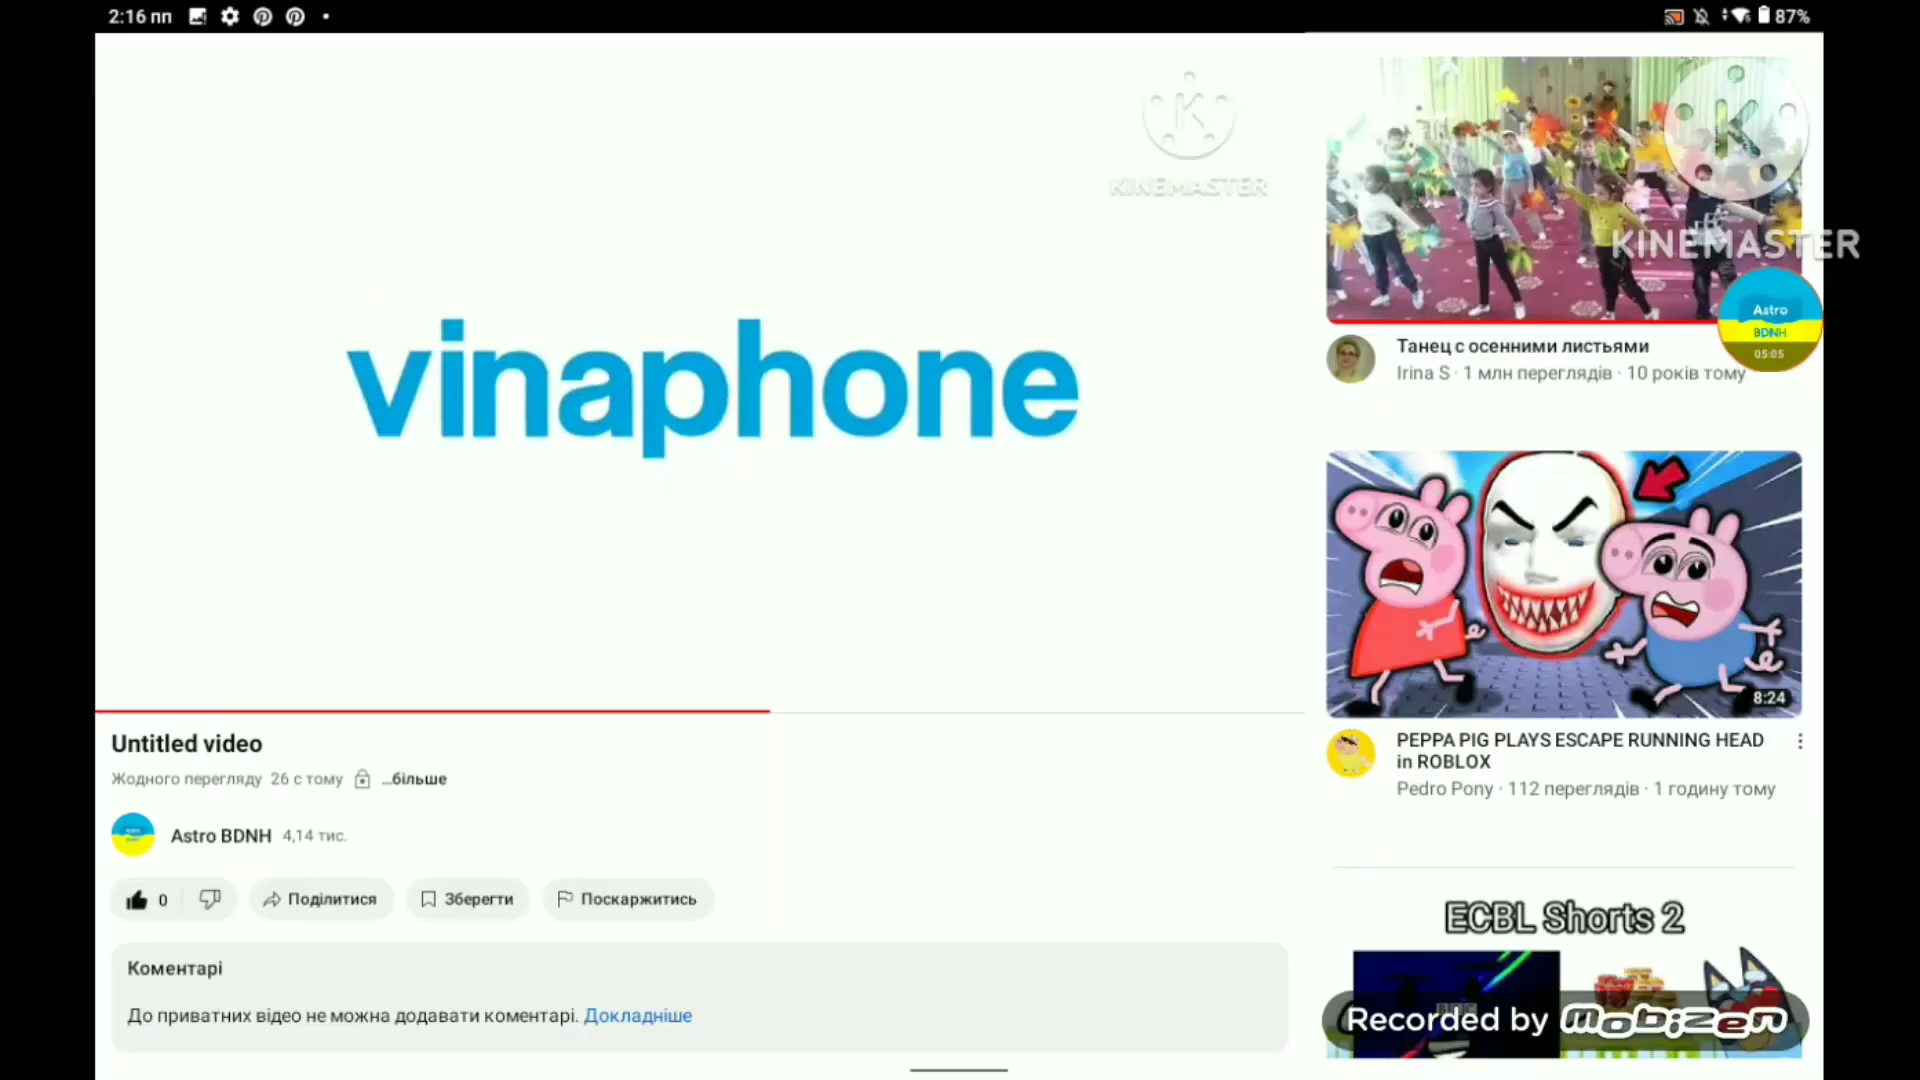 2:16 пп
87%
KINEMASTER
vinaphone
Untitled video
Жодного перегляду 26 с тому ...більше
Astro BDNH 4,14 тис.
0
Поділитися
Зберегти
Поскаржитись
Коментарі
До приватних відео не можна додавати коментарі. Докладніше
KINEMASTER
Astro
BDNH
05:05
Танец с осенними листьями
Irina S · 1 млн переглядів · 10 років тому
8:24
PEPPA PIG PLAYS ESCAPE RUNNING HEAD
in ROBLOX
Pedro Pony · 112 переглядів · 1 годину тому
ECBL Shorts 2
Recorded by Mobizen